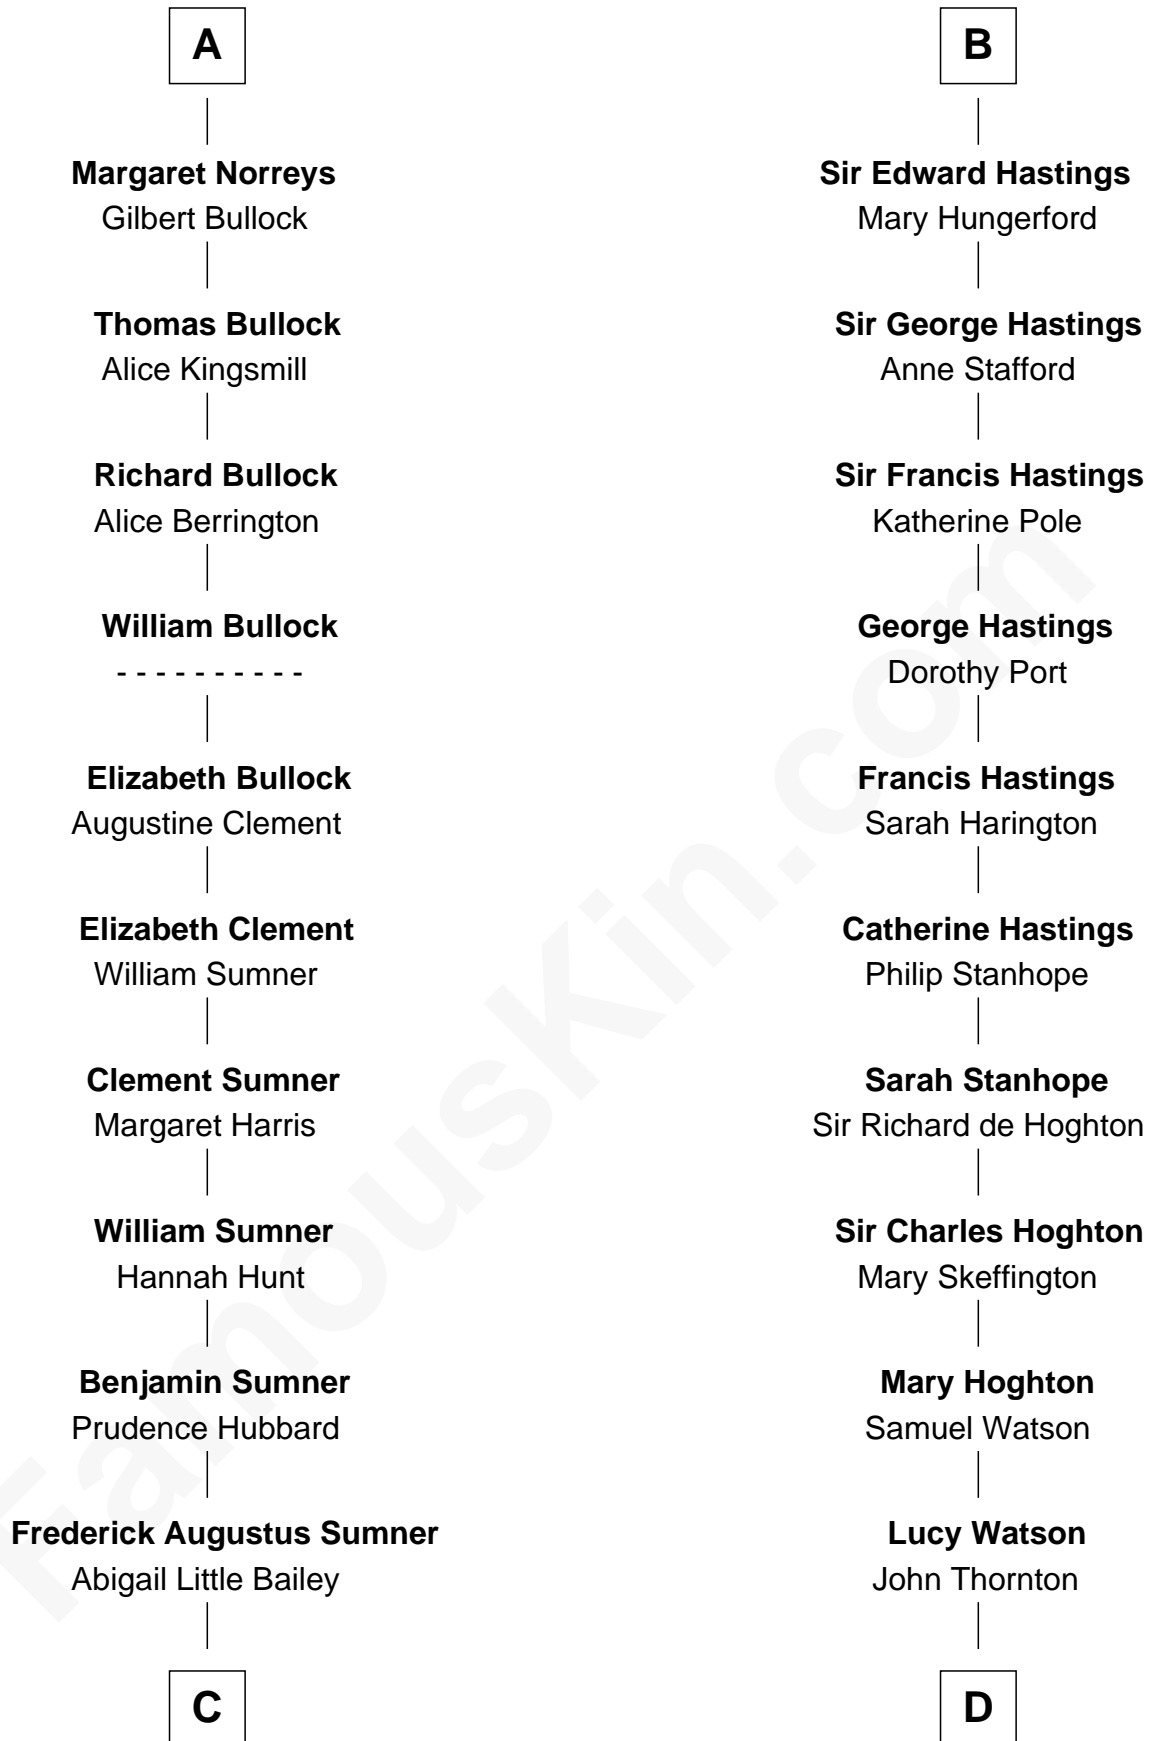 A
Margaret Norreys
Gilbert Bullock
Thomas Bullock
Alice Kingsmill
Richard Bullock
Alice Berrington
William Bullock
- - - - - - - - - -
Elizabeth Bullock
Augustine Clement
Elizabeth Clement
William Sumner
Clement Sumner
Margaret Harris
William Sumner
Hannah Hunt
Benjamin Sumner
Prudence Hubbard
Frederick Augustus Sumner
Abigail Little Bailey
C
B
Sir Edward Hastings
Mary Hungerford
Sir George Hastings
Anne Stafford
Sir Francis Hastings
Katherine Pole
George Hastings
Dorothy Port
Francis Hastings
Sarah Harington
Catherine Hastings
Philip Stanhope
Sarah Stanhope
Sir Richard de Hoghton
Sir Charles Hoghton
Mary Skeffington
Mary Hoghton
Samuel Watson
Lucy Watson
John Thornton
D
FamousKin.com